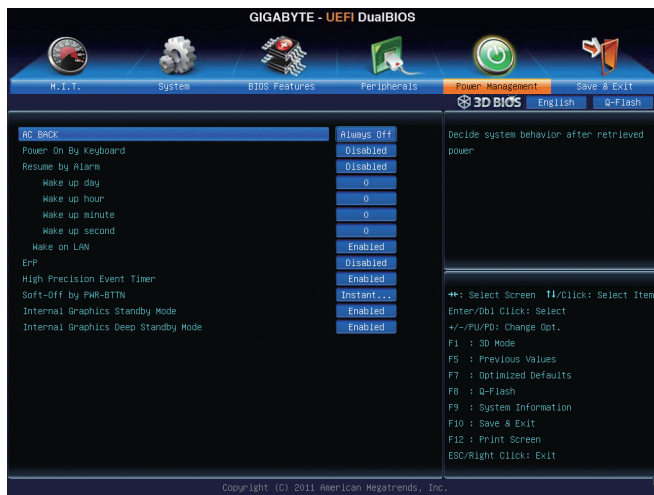 GIGABYTE - UEFI DualBIOS
M.I.T. System BIOS Features Peripherals Power Management Save & Exit
3D BIOS English Q-Flash
AC BACK Always Off
Power On By Keyboard Disabled
Resume by Alarm Disabled
Wake up day 0
Wake up hour 0
Wake up minute 0
Wake up second 0
Wake on LAN Enabled
ErP Disabled
High Precision Event Timer Enabled
Soft-Off by PWR-BTTN Instant...
Internal Graphics Standby Mode Enabled
Internal Graphics Deep Standby Mode Enabled
Decide system behavior after retrieved
power
→←: Select Screen ↑↓/Click: Select Item
Enter/Dbl Click: Select
+/-/PU/PD: Change Opt.
F1 : 3D Mode
F5 : Previous Values
F7 : Optimized Defaults
F8 : Q-Flash
F9 : System Information
F10 : Save & Exit
F12 : Print Screen
ESC/Right Click: Exit
Copyright (C) 2011 American Megatrends, Inc.